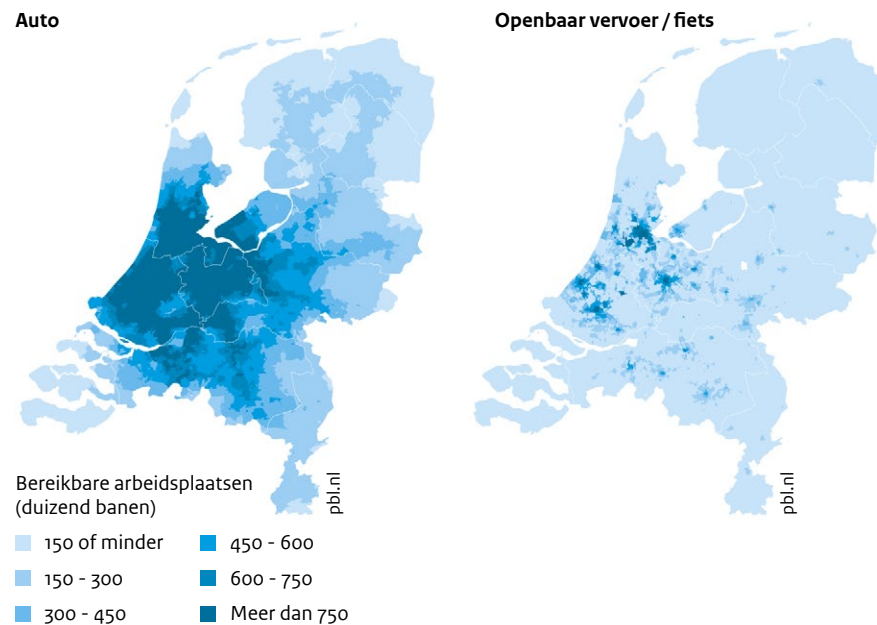 Auto
Openbaar vervoer / fiets
Bereikbare arbeidsplaatsen
(duizend banen)
150 of minder
150 - 300
300 - 450
450 - 600
600 - 750
Meer dan 750
pbl.nl
pbl.nl